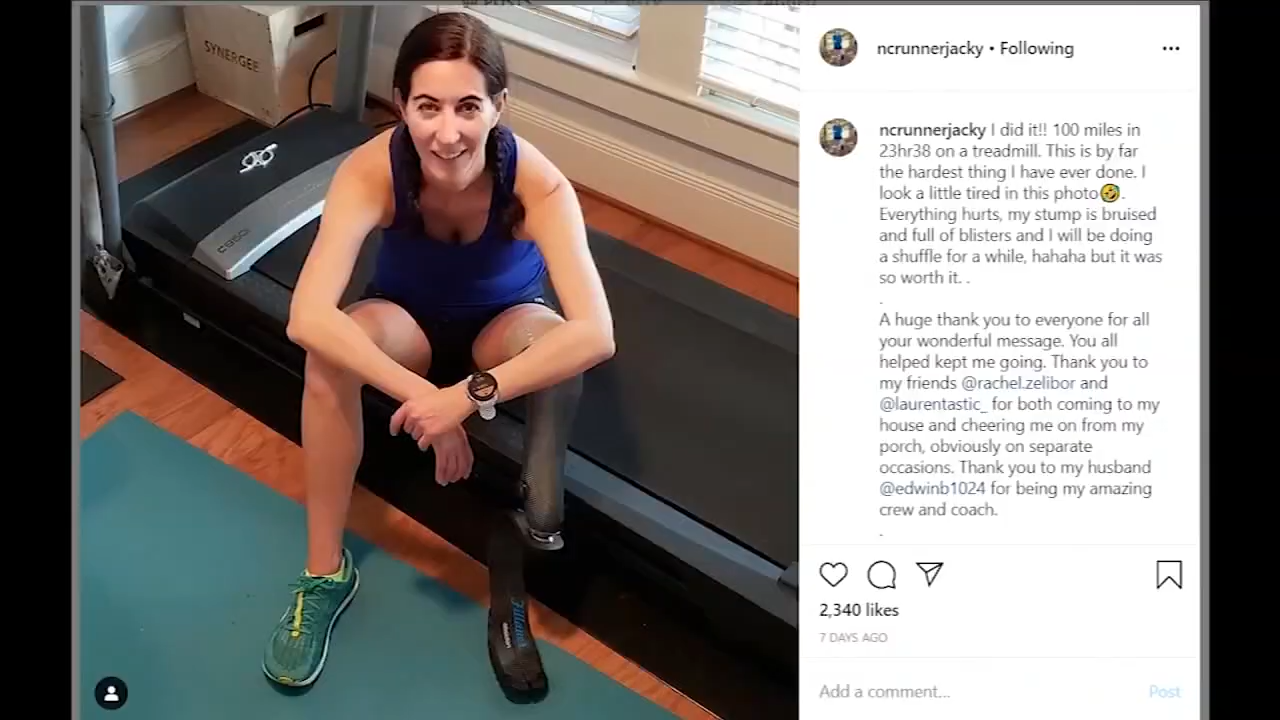 SYNERGEE
C950i
Fillauer
ncrunnerjacky • Following
ncrunnerjacky I did it!! 100 miles in
23hr38 on a treadmill. This is by far
the hardest thing I have ever done. I
look a little tired in this photo🤣.
Everything hurts, my stump is bruised
and full of blisters and I will be doing
a shuffle for a while, hahaha but it was
so worth it. .
.
A huge thank you to everyone for all
your wonderful message. You all
helped kept me going. Thank you to
my friends @rachel.zelibor and
@laurentastic_ for both coming to my
house and cheering me on from my
porch, obviously on separate
occasions. Thank you to my husband
@edwinb1024 for being my amazing
crew and coach.
.
2,340 likes
7 DAYS AGO
Add a comment...
Post